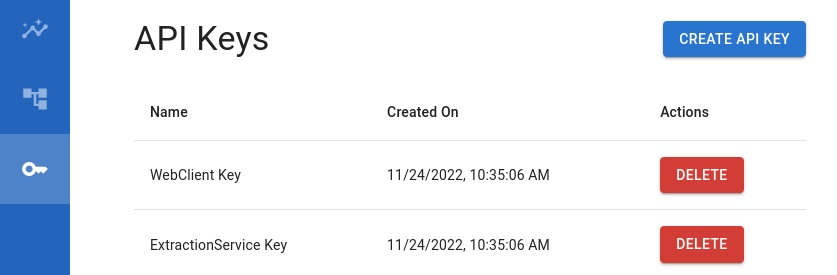 API Keys
CREATE API KEY
Name Created On Actions
WebClient Key 11/24/2022, 10:35:06 AM DELETE
ExtractionService Key 11/24/2022, 10:35:06 AM DELETE